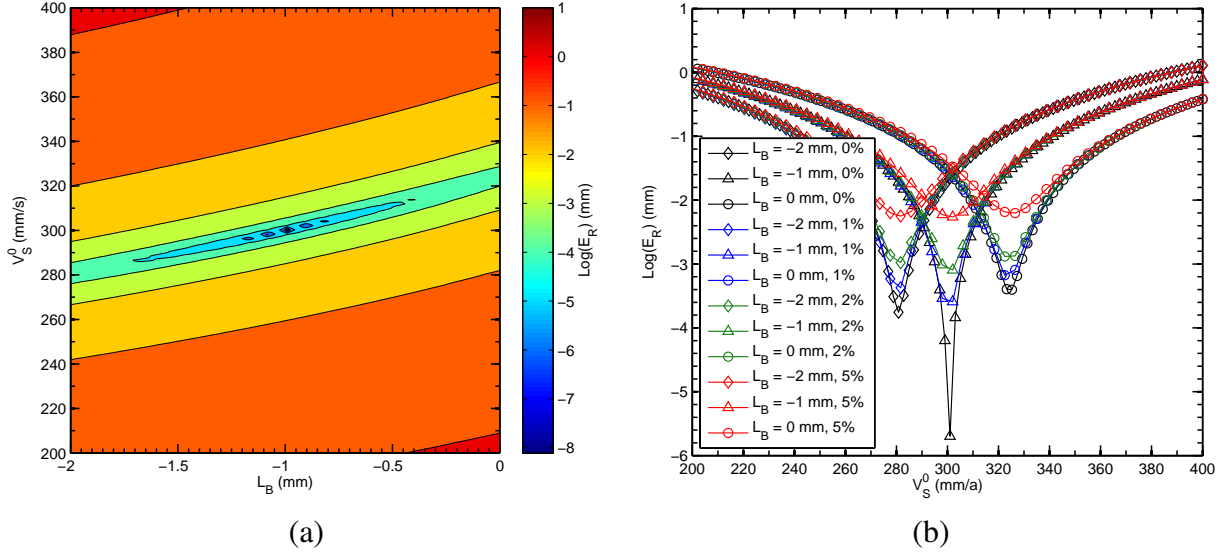 400
380
360
340
320
300
280
260
240
220
200
V_S^0 (mm/s)
−2
−1.5
−1
−0.5
0
L_B (mm)
1
0
−1
−2
−3
−4
−5
−6
−7
−8
Log(E_R) (mm)
(a)
1
0
−1
−2
−3
−4
−5
−6
Log(E_R) (mm)
L_B = −2 mm, 0%
L_B = −1 mm, 0%
L_B = 0 mm, 0%
L_B = −2 mm, 1%
L_B = −1 mm, 1%
L_B = 0 mm, 1%
L_B = −2 mm, 2%
L_B = −1 mm, 2%
L_B = 0 mm, 2%
L_B = −2 mm, 5%
L_B = −1 mm, 5%
L_B = 0 mm, 5%
200
220
240
260
280
300
320
340
360
380
400
V_S^0 (mm/a)
(b)